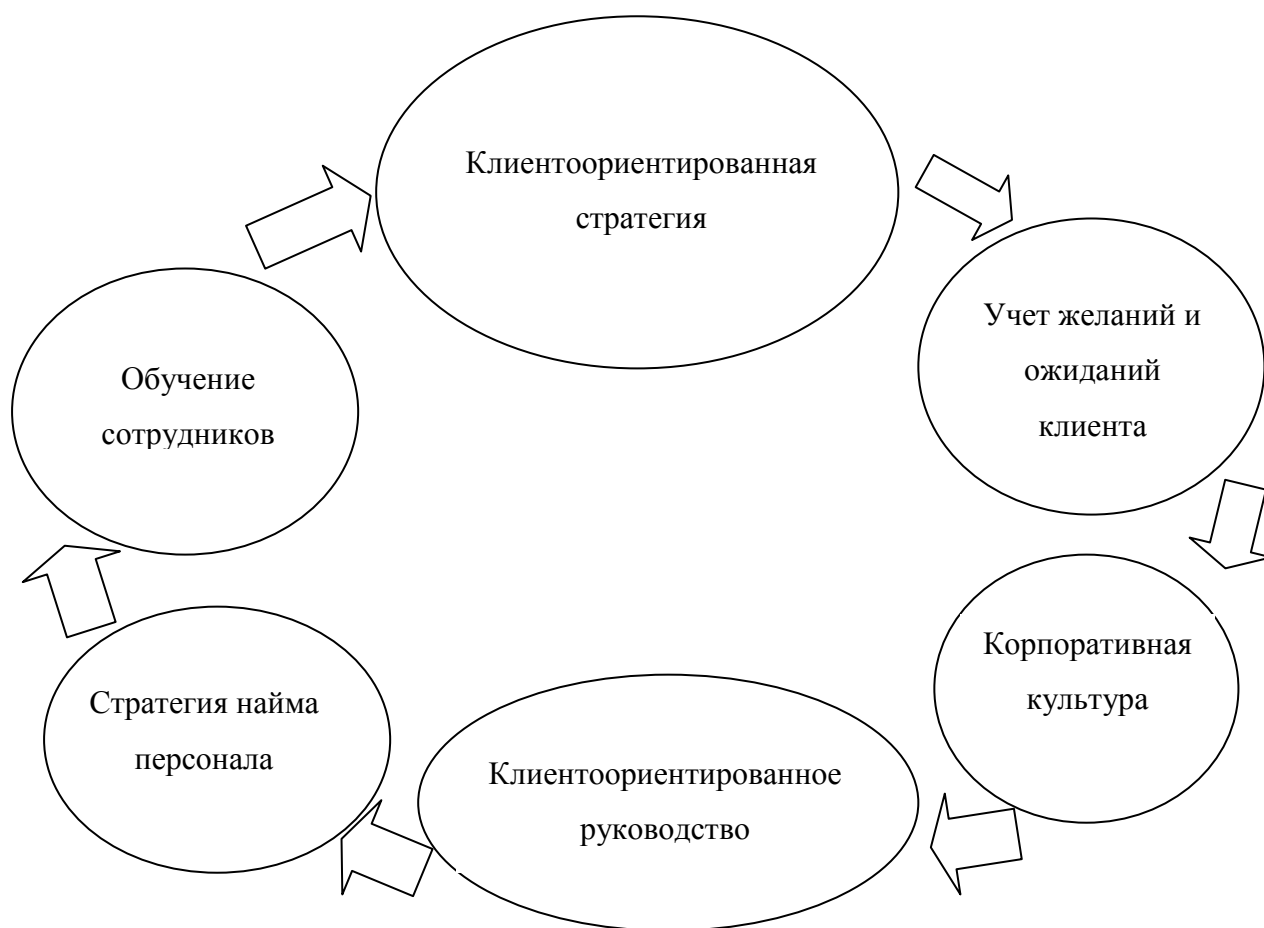 Клиентоориентированная
стратегия
Учет желаний и
ожиданий
клиента
Корпоративная
культура
Клиентоориентированное
руководство
Стратегия найма
персонала
Обучение
сотрудников